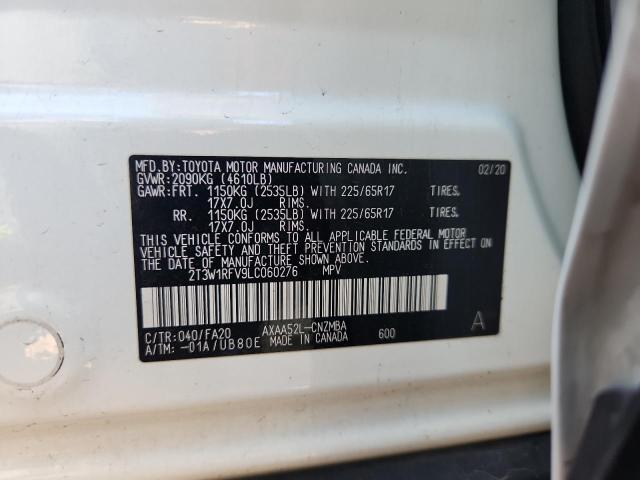 MFD.BY:TOYOTA MOTOR MANUFACTURING CANADA INC. 02/20
GVWR:2090KG (4610LB)
GAWR:FRT. 1150KG (2535LB) WITH 225/65R17 TIRES.
17X7.0J RIMS.
RR. 1150KG (2535LB) WITH 225/65R17 TIRES.
17X7.0J RIMS.
THIS VEHICLE CONFORMS TO ALL APPLICABLE FEDERAL MOTOR
VEHICLE SAFETY AND THEFT PREVENTION STANDARDS IN EFFECT ON
THE DATE OF MANUFACTURE SHOWN ABOVE.
2T3W1RFV9LC060276 MPV
C/TR:040/FA20 AXAA52L-CNZMBA 600 A
A/TM:-01A/UB80E MADE IN CANADA